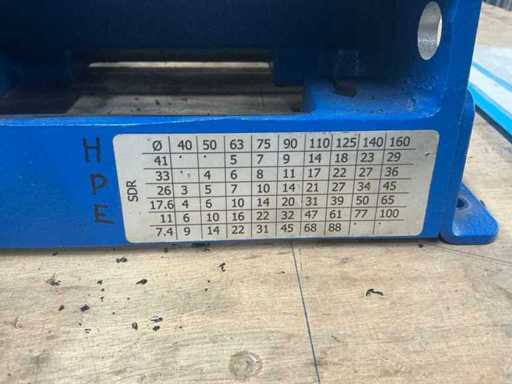 HPE
SDR
Ø 40 50 63 75 90 110 125 140 160
41 · · 5 7 9 14 18 23 29
33 · 4 6 8 11 17 22 27 36
26 3 5 7 10 14 21 27 34 45
17.6 4 6 10 14 20 31 39 50 65
11 6 10 16 22 32 47 61 77 100
7.4 9 14 22 31 45 68 88 · ·